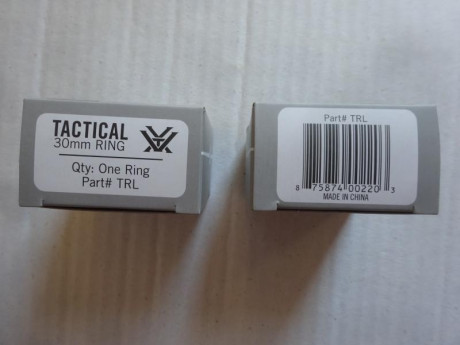 TACTICAL
30mm RING
Qty: One Ring
Part# TRL
Part# TRL
8 75874 00220 3
MADE IN CHINA